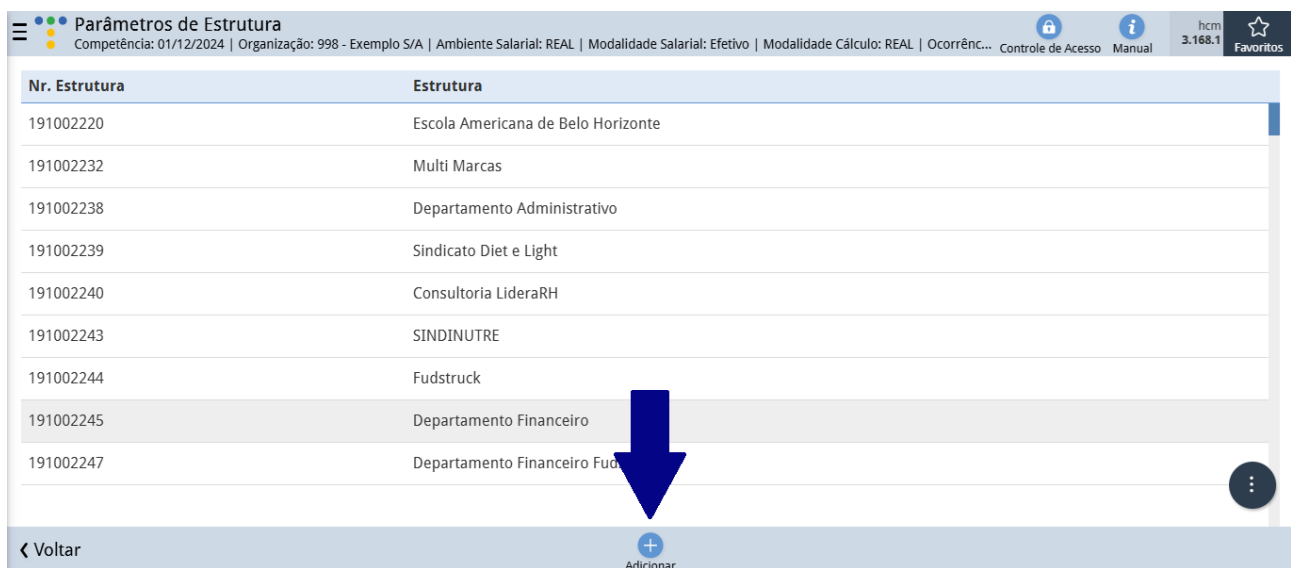 Parâmetros de Estrutura
Competência: 01/12/2024 | Organização: 998 - Exemplo S/A | Ambiente Salarial: REAL | Modalidade Salarial: Efetivo | Modalidade Cálculo: REAL | Ocorrênc...
Controle de Acesso
Manual
hcm
3.168.1
Favoritos
Nr. Estrutura Estrutura
191002220 Escola Americana de Belo Horizonte
191002232 Multi Marcas
191002238 Departamento Administrativo
191002239 Sindicato Diet e Light
191002240 Consultoria LideraRH
191002243 SINDINUTRE
191002244 Fudstruck
191002245 Departamento Financeiro
191002247 Departamento Financeiro
Voltar
Adicionar